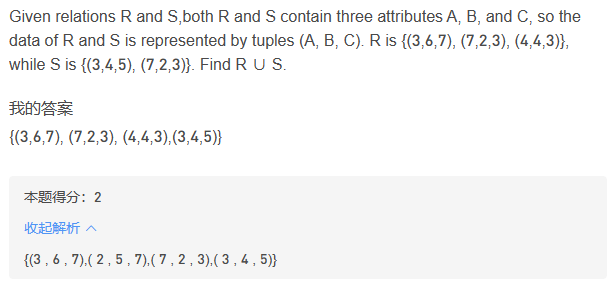 Given relations R and S,both R and S contain three attributes A, B, and C, so the
data of R and S is represented by tuples (A, B, C). R is {(3,6,7), (7,2,3), (4,4,3)},
while S is {(3,4,5), (7,2,3)}. Find R ∪ S.
我的答案
{(3,6,7), (7,2,3), (4,4,3),(3,4,5)}
本题得分：2
收起解析 ^
{(3 , 6 , 7),( 2 , 5 , 7),( 7 , 2 , 3),( 3 , 4 , 5)}